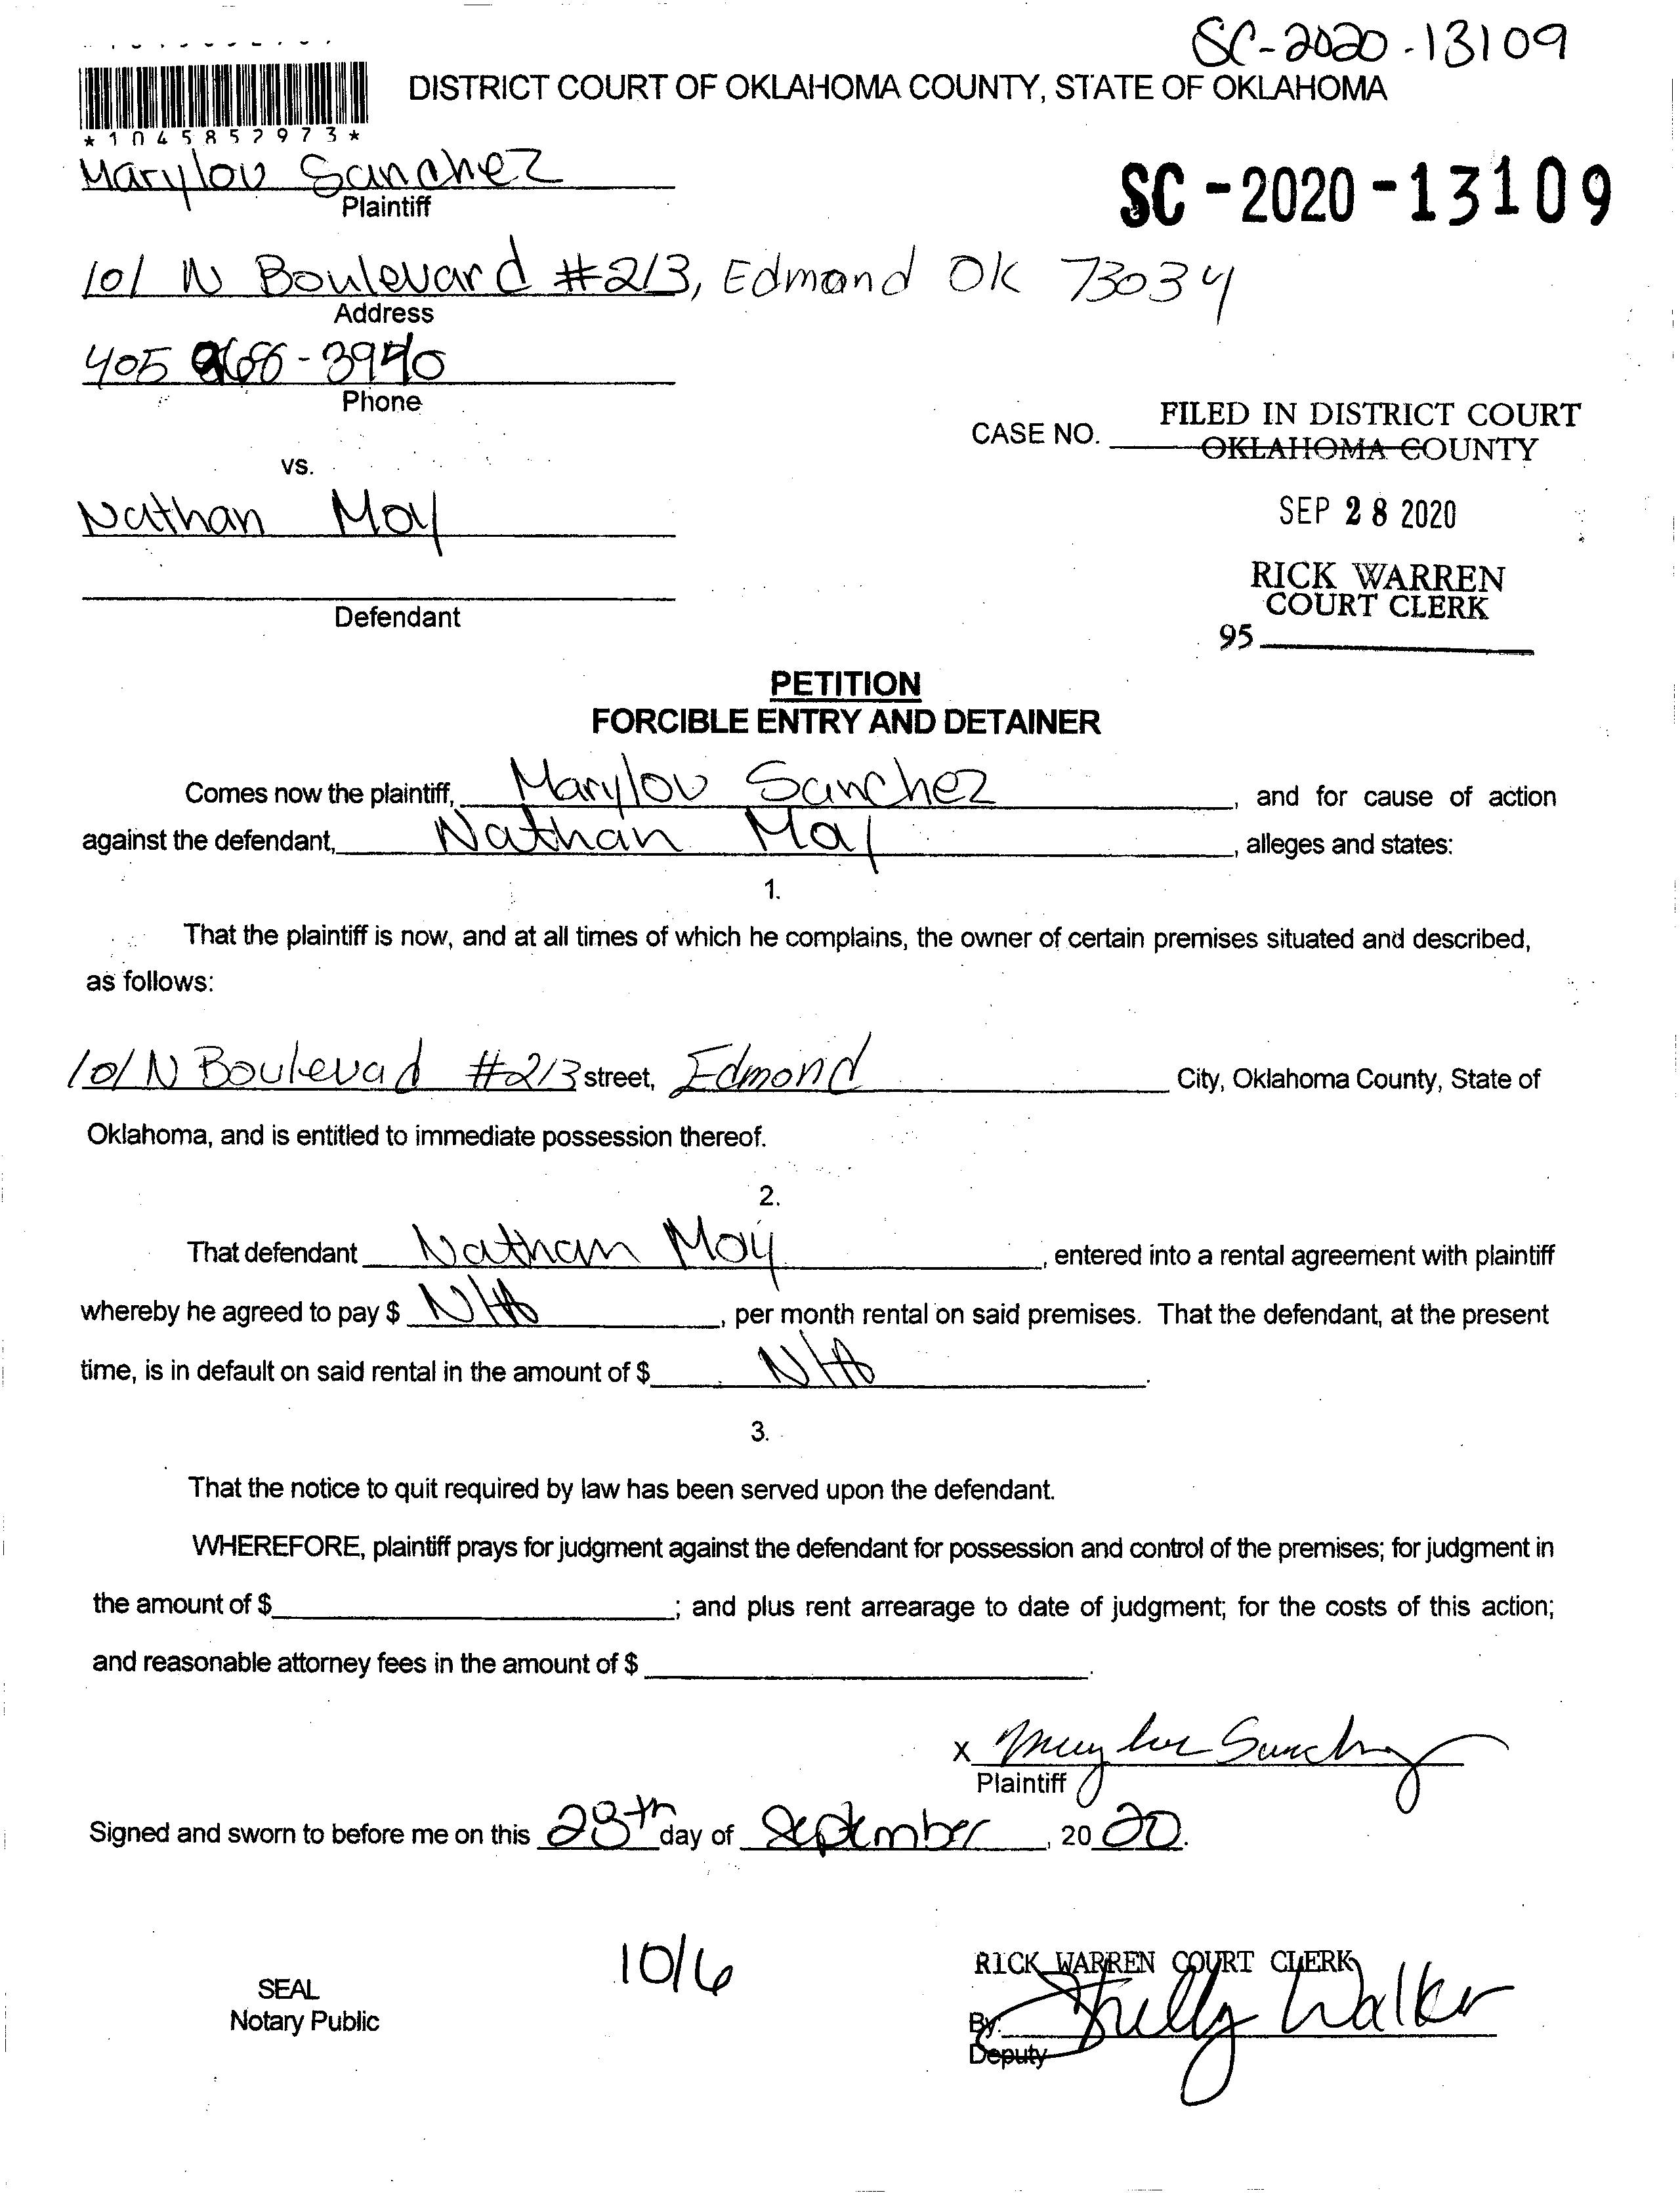 SC-2020-13109
DISTRICT COURT OF OKLAHOMA COUNTY, STATE OF OKLAHOMA
*1045852973*
Marylou Sanchez
Plaintiff
SC-2020-13109
101 N Boulevard #213, Edmond OK 73034
Address
405
Phone
CASE NO.
FILED IN DISTRICT COURT
OKLAHOMA COUNTY
vs.
Nathan May
SEP 28 2020
RICK WARREN
COURT CLERK
Defendant
95
PETITION
FORCIBLE ENTRY AND DETAINER
Comes now the plaintiff, Marylou Sanchez, and for cause of action
against the defendant, Nathan May, alleges and states:
1.
That the plaintiff is now, and at all times of which he complains, the owner of certain premises situated and described,
as follows:
101 N Boulevad #213 street, Edmond City, Oklahoma County, State of
Oklahoma, and is entitled to immediate possession thereof.
2.
That defendant Nathan May, entered into a rental agreement with plaintiff
whereby he agreed to pay $ N/A, per month rental on said premises. That the defendant, at the present
time, is in default on said rental in the amount of $ N/A.
3.
That the notice to quit required by law has been served upon the defendant.
WHEREFORE, plaintiff prays for judgment against the defendant for possession and control of the premises; for judgment in
the amount of $; and plus rent arrearage to date of judgment; for the costs of this action;
and reasonable attorney fees in the amount of $.
X Marylou Sanchez
Plaintiff
Signed and sworn to before me on this 28th day of September, 2020.
10/6
RICK WARREN COURT CLERK
SEAL
Notary Public
By: Shelly Walker
Deputy